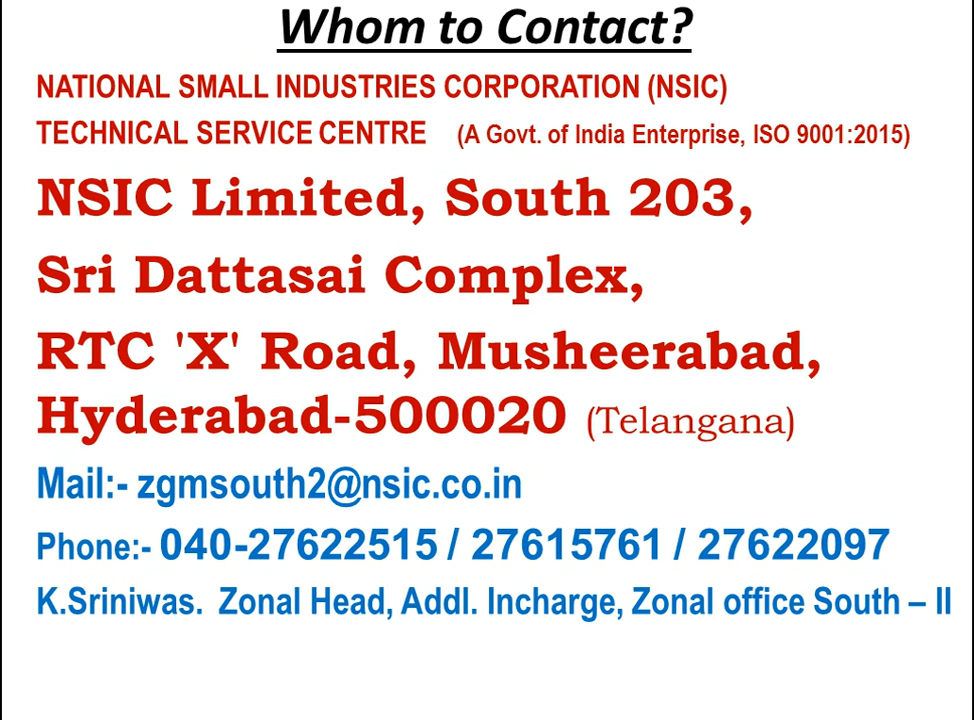 Whom to Contact?
NATIONAL SMALL INDUSTRIES CORPORATION (NSIC)
TECHNICAL SERVICE CENTRE (A Govt. of India Enterprise, ISO 9001:2015)
NSIC Limited, South 203,
Sri Dattasai Complex,
RTC 'X' Road, Musheerabad,
Hyderabad-500020 (Telangana)
Mail:- zgmsouth2@nsic.co.in
Phone:- 040-27622515 / 27615761 / 27622097
K.Sriniwas. Zonal Head, Addl. Incharge, Zonal office South – II